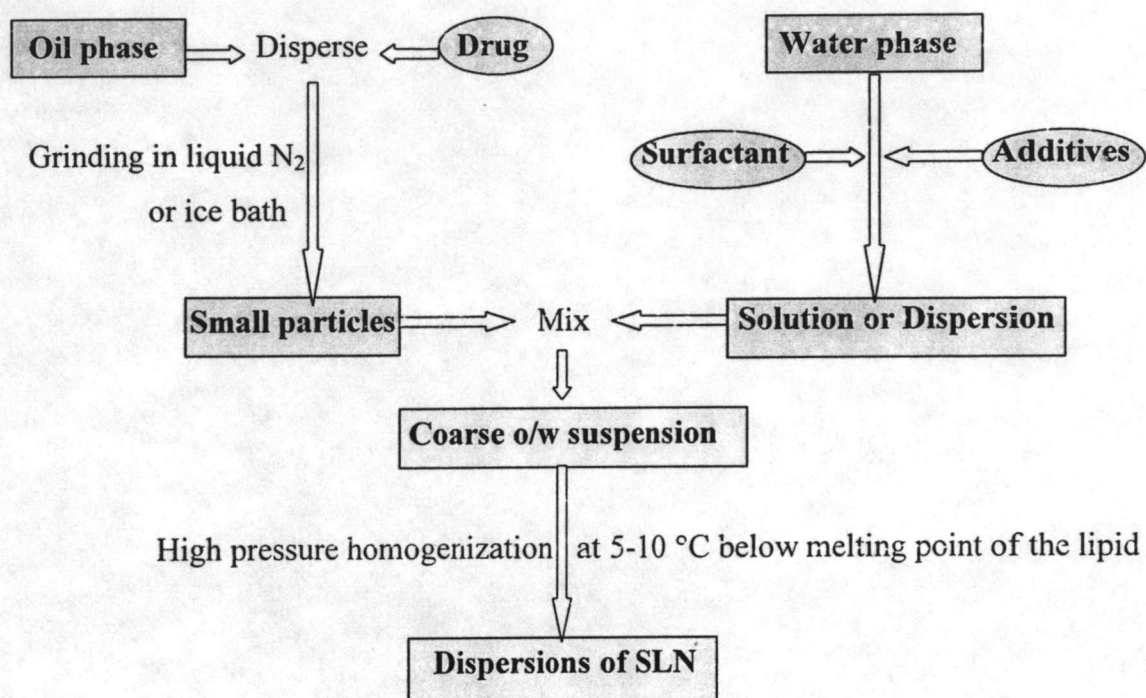 Oil phase Disperse Drug Water phase
Grinding in liquid N₂
or ice bath
Surfactant Additives
Small particles Mix Solution or Dispersion
Coarse o/w suspension
High pressure homogenization at 5-10 °C below melting point of the lipid
Dispersions of SLN